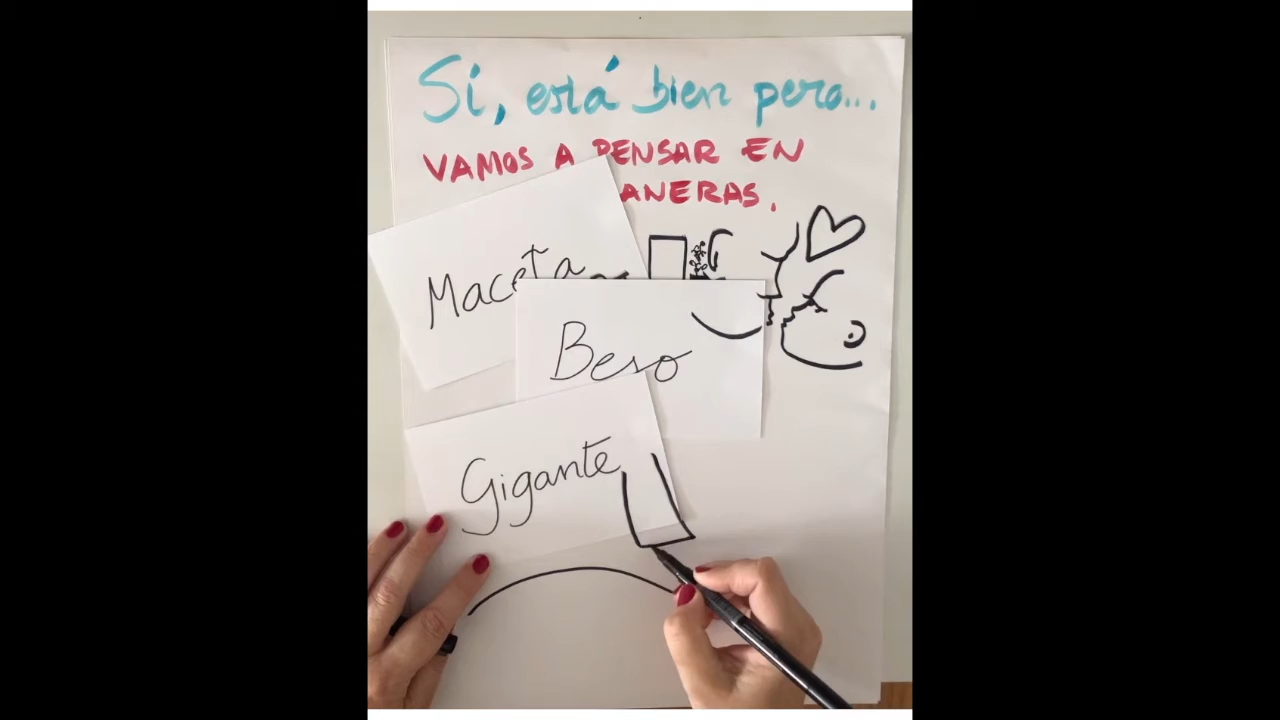 Sí, está bien pero...
VAMOS A PENSAR EN
ANERAS.
Maceta
Beso
Gigante